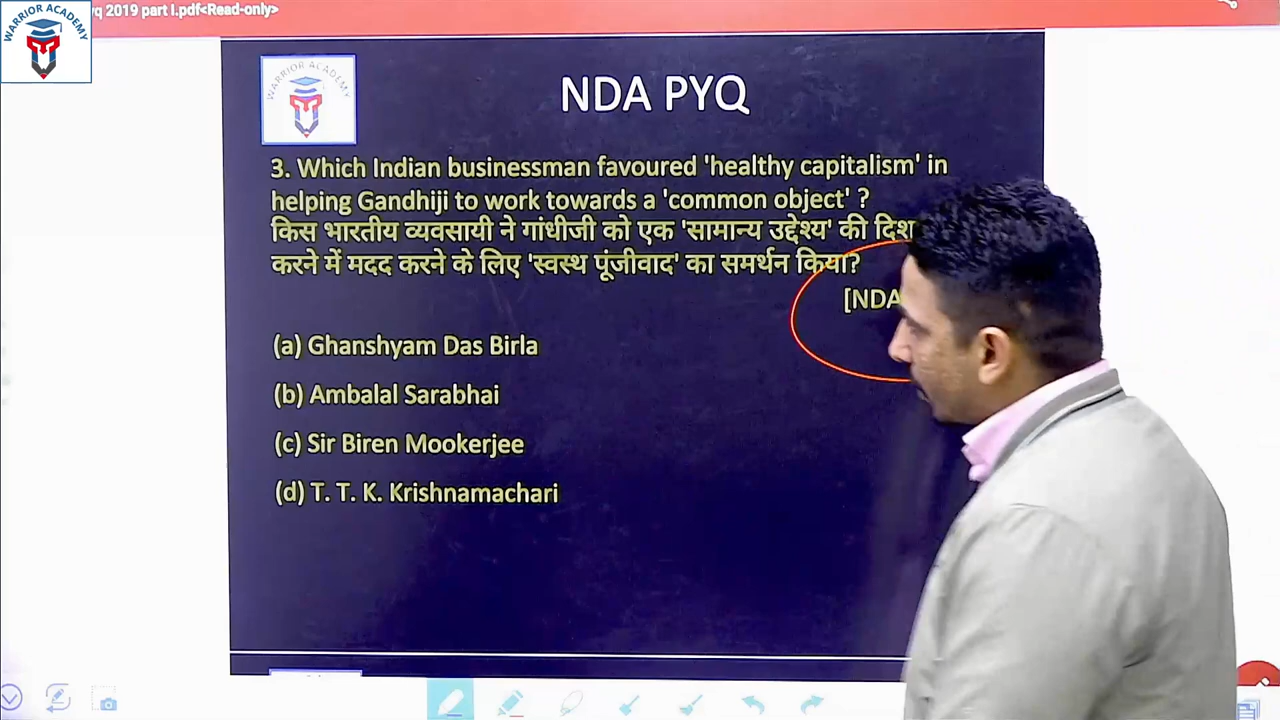 WARRIOR ACADEMY
yq 2019 part I.pdf<Read-only>
WARRIOR ACADEMY
NDA PYQ
3. Which Indian businessman favoured 'healthy capitalism' in
helping Gandhiji to work towards a 'common object' ?
किस भारतीय व्यवसायी ने गांधीजी को एक 'सामान्य उद्देश्य' की
करने में मदद करने के लिए 'स्वस्थ पूंजीवाद' का समर्थन किया?
[NDA
(a) Ghanshyam Das Birla
(b) Ambalal Sarabhai
(c) Sir Biren Mookerjee
(d) T. T. K. Krishnamachari